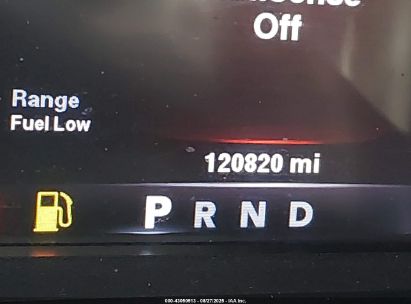 Off
Range
Fuel Low
120820 mi
P R N D